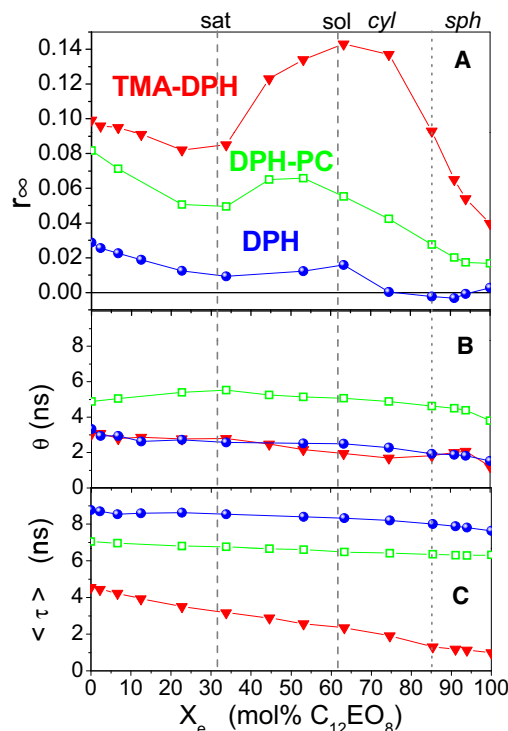 sat sol cyl sph
A
0.14
0.12
0.10
0.08
0.06
0.04
0.02
0.00
r∞
TMA-DPH
DPH-PC
DPH
B
8
6
4
2
0
θ (ns)
C
8
6
4
2
0
< τ > (ns)
0 10 20 30 40 50 60 70 80 90 100
Xe (mol% C12EO8)